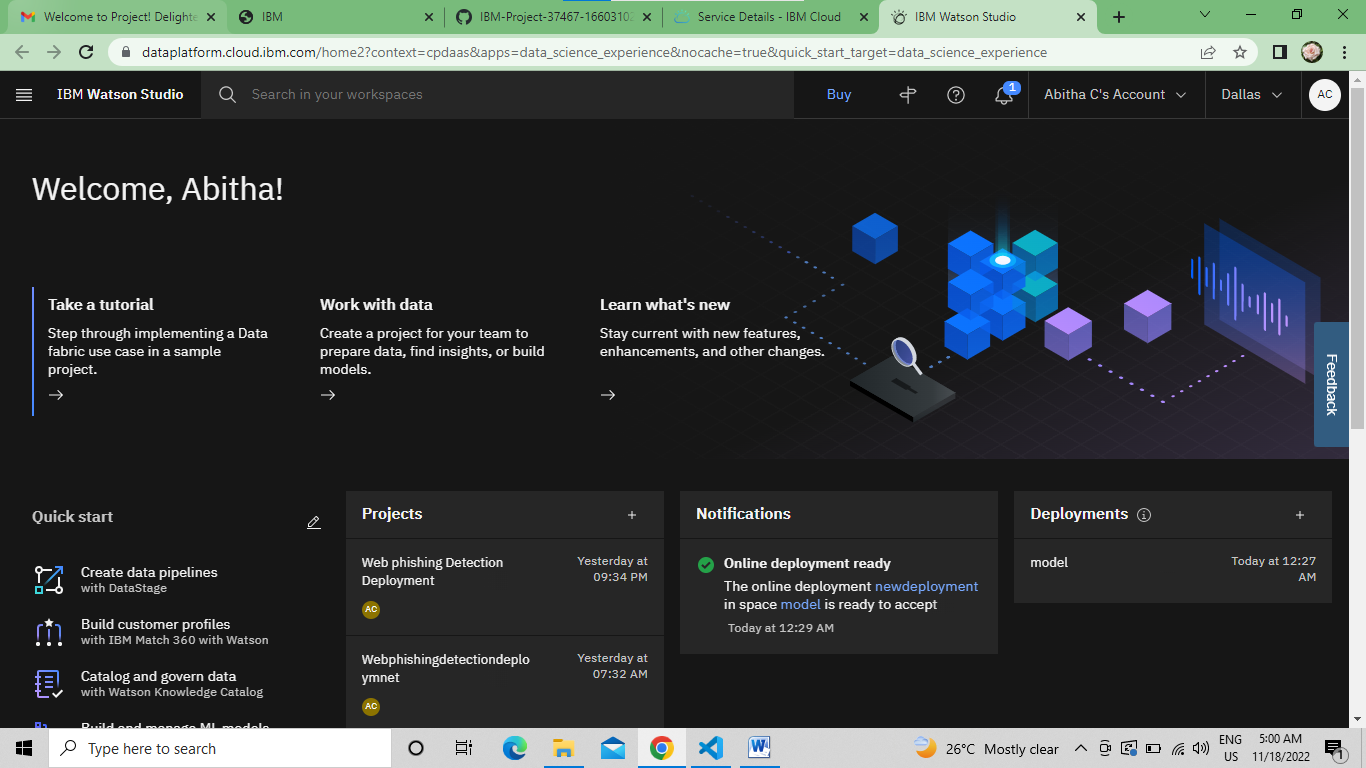 Welcome to Project! Delighte
IBM
IBM-Project-37467-16603102
Service Details - IBM Cloud
IBM Watson Studio
dataplatform.cloud.ibm.com/home2?context=cpdaas&apps=data_science_experience&nocache=true&quick_start_target=data_science_experience
IBM Watson Studio
Search in your workspaces
Buy
1
Abitha C's Account
Dallas
AC
Welcome, Abitha!
Take a tutorial
Step through implementing a Data
fabric use case in a sample
project.
Work with data
Create a project for your team to
prepare data, find insights, or build
models.
Learn what's new
Stay current with new features,
enhancements, and other changes.
Feedback
Quick start
Create data pipelines
with DataStage
Build customer profiles
with IBM Match 360 with Watson
Catalog and govern data
with Watson Knowledge Catalog
Build and manage ML models
Projects
Web phishing Detection
Deployment
Yesterday at
09:34 PM
AC
Webphishingdetectiondeplo
ymnet
Yesterday at
07:32 AM
AC
Notifications
Online deployment ready
The online deployment newdeployment
in space model is ready to accept
Today at 12:29 AM
Deployments
model
Today at 12:27
AM
Type here to search
26°C Mostly clear
ENG
US
5:00 AM
11/18/2022
1